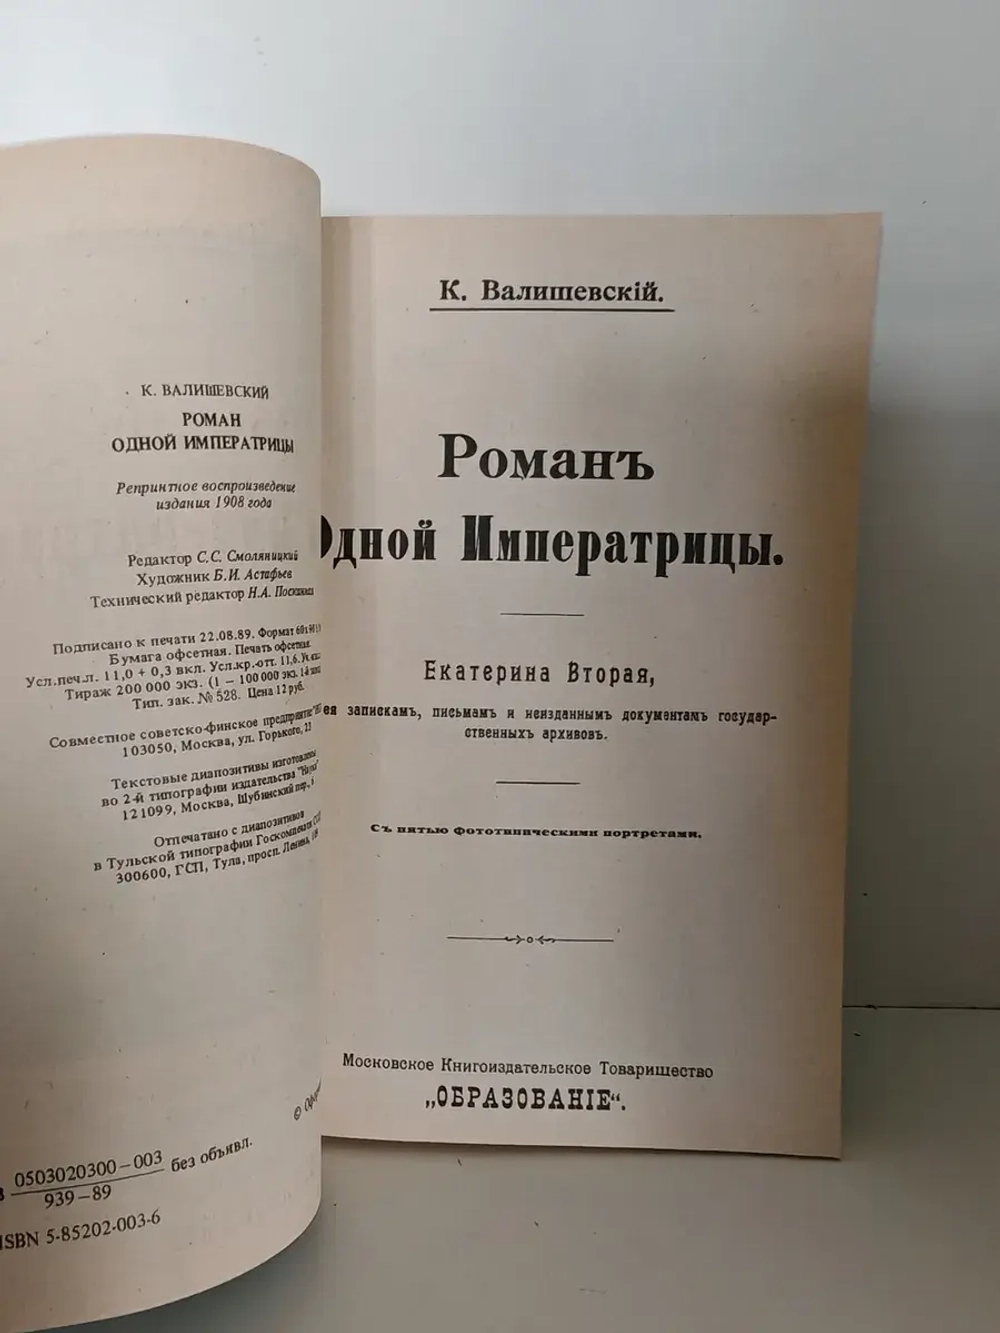 К. ВАЛИШЕВСКИЙ
РОМАН
ОДНОЙ ИМПЕРАТРИЦЫ
Репринтное воспроизведение
издания 1908 года
Редактор С.С. Смоляницкий
Художник Б.И. Астафьев
Технический редактор Н.А.
Подписано к печати 22.08.89. Формат
Бумага офсетная. Печать офсетная.
Усл.печ.л. 11,0 + 0,3 вкл. Усл.кр.-отт. 11,6.
Тираж 200 000 экз. (1 – 100 000 экз.
Тип. зак. № 528. Цена 12 руб.
Совместное советско-финское предприятие
103050, Москва, ул. Горького,
Текстовые диапозитивы изготовлены
во 2-й типографии издательства "Наука"
121099, Москва, Шубинский пер., 6
Отпечатано с диапозитивов
в Тульской типографии
300600, ГСП, Тула, просп. Ленина,
©
0503020300–003
939–89
без объявл.
ISBN 5-85202-003-6
К. Валишевскій.
Романъ
Одной Императрицы.
Екатерина Вторая,
ея запискамъ, письмамъ и неизданнымъ документамъ государ-
ственныхъ архивовъ.
Съ пятью фототипическими портретами.
Московское Книгоиздательское Товарищество
„ОБРАЗОВАНІЕ“.